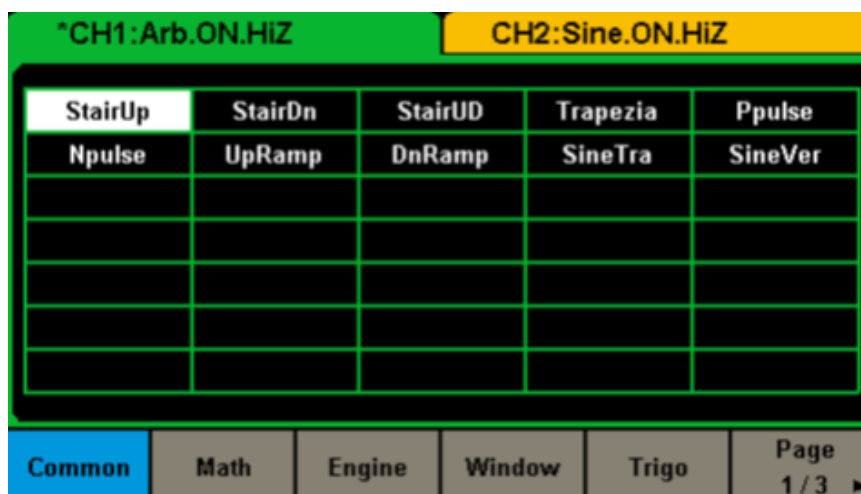 *CH1:Arb.ON.HiZ CH2:Sine.ON.HiZ
StairUp StairDn StairUD Trapezia Ppulse
Npulse UpRamp DnRamp SineTra SineVer
Common Math Engine Window Trigo Page 1/3